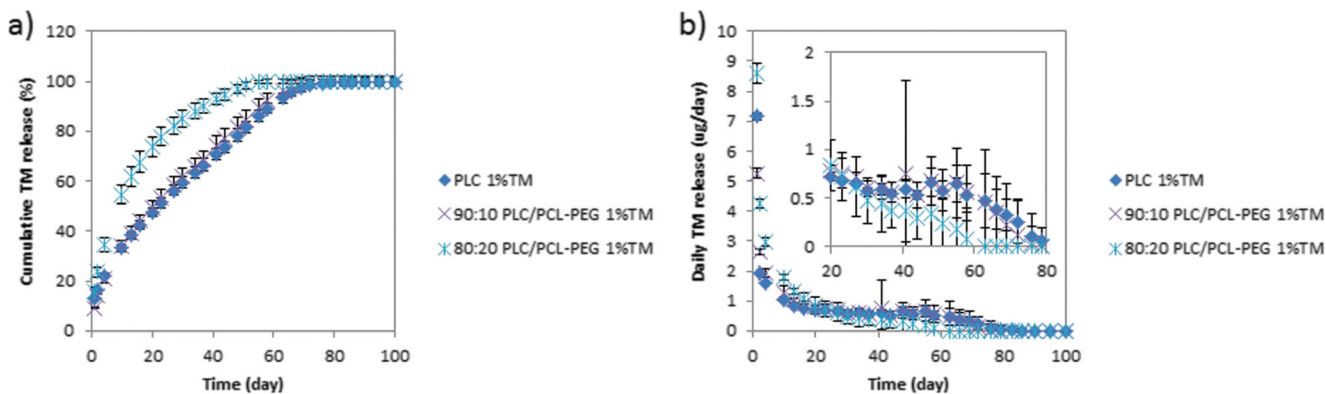 a)
120
100
80
60
40
20
0
Cumulative TM release (%)
0 20 40 60 80 100
Time (day)
PLC 1%TM
90:10 PLC/PCL-PEG 1%TM
80:20 PLC/PCL-PEG 1%TM
b)
10
9
8
7
6
5
4
3
2
1
0
Daily TM release (ug/day)
2
1.5
1
0.5
0
20 40 60 80
0 20 40 60 80 100
Time (day)
PLC 1%TM
90:10 PLC/PCL-PEG 1%TM
80:20 PLC/PCL-PEG 1%TM